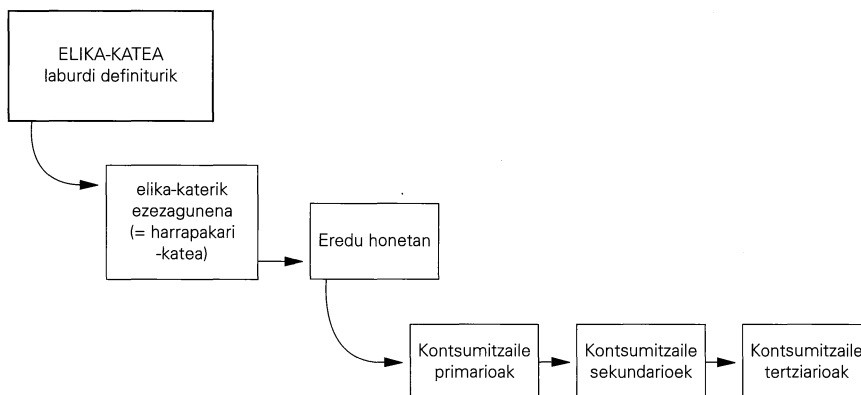 ELIKA-KATEA
laburdi definiturik
elika-katerik
ezezagunena
(= harrapakari
-katea)
Eredu honetan
Kontsumitzaile
primarioak
Kontsumitzaile
sekundarioek
Kontsumitzaile
tertziarioak